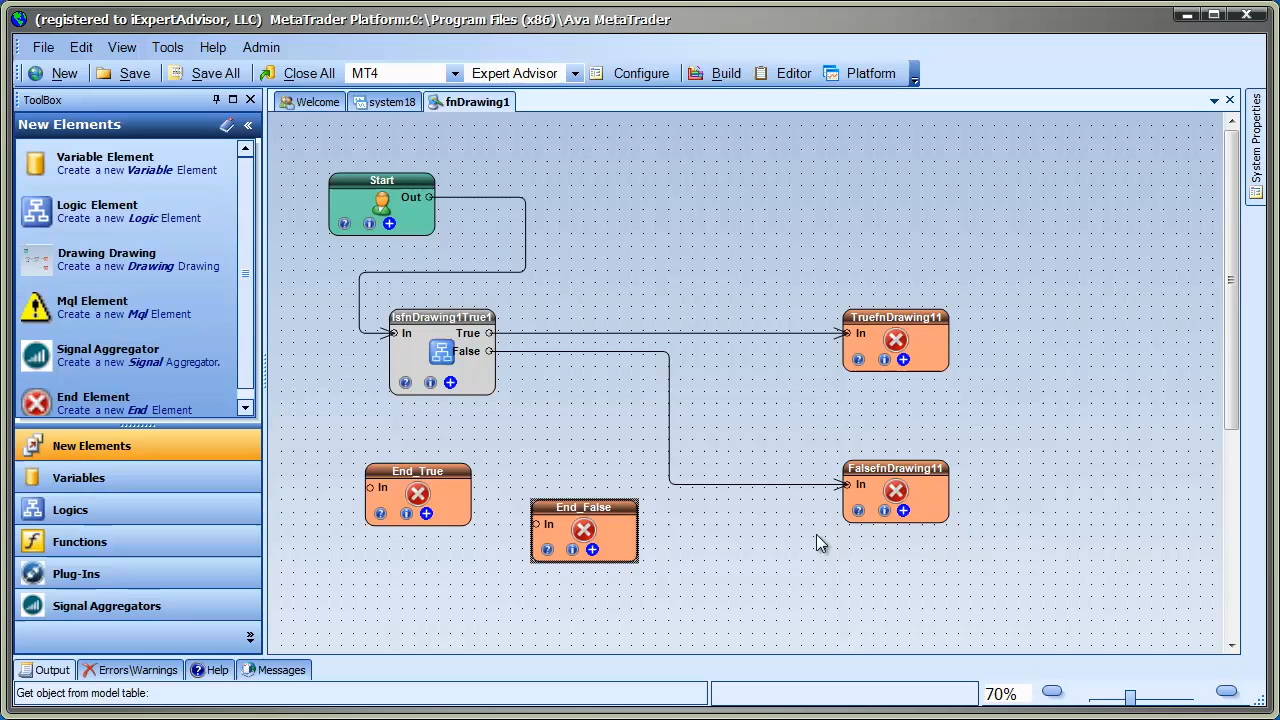 (registered to iExpertAdvisor, LLC) MetaTrader Platform:C:\Program Files (x86)\Ava MetaTrader
File Edit View Tools Help Admin
New Save Save All Close All MT4 Expert Advisor Configure Build Editor Platform
ToolBox
Welcome system18 fnDrawing1
New Elements
Variable Element
Create a new Variable Element
Logic Element
Create a new Logic Element
Drawing Drawing
Create a new Drawing Drawing
Mql Element
Create a new Mql Element
Signal Aggregator
Create a new Signal Aggregator.
End Element
Create a new End Element
New Elements
Variables
Logics
Functions
Plug-Ins
Signal Aggregators
Start
Out
IsfnDrawing1True1
In True
False
TruefnDrawing11
In
End_True
In
End_False
In
FalsefnDrawing11
In
System Properties
Output Errors\Warnings Help Messages
Get object from model table:
70%